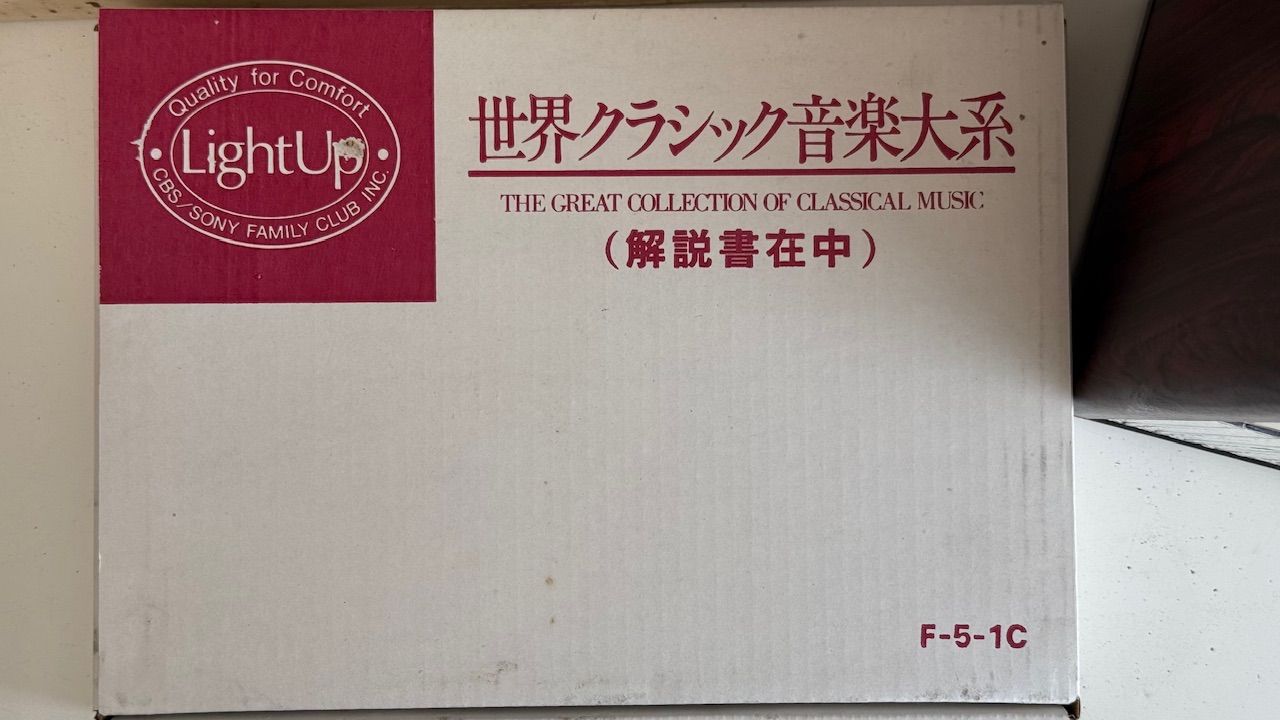 Quality for Comfort
LightUp
CBS/SONY FAMILY CLUB INC.
世界クラシック音楽大系
THE GREAT COLLECTION OF CLASSICAL MUSIC
(解説書在中)
F-5-1C